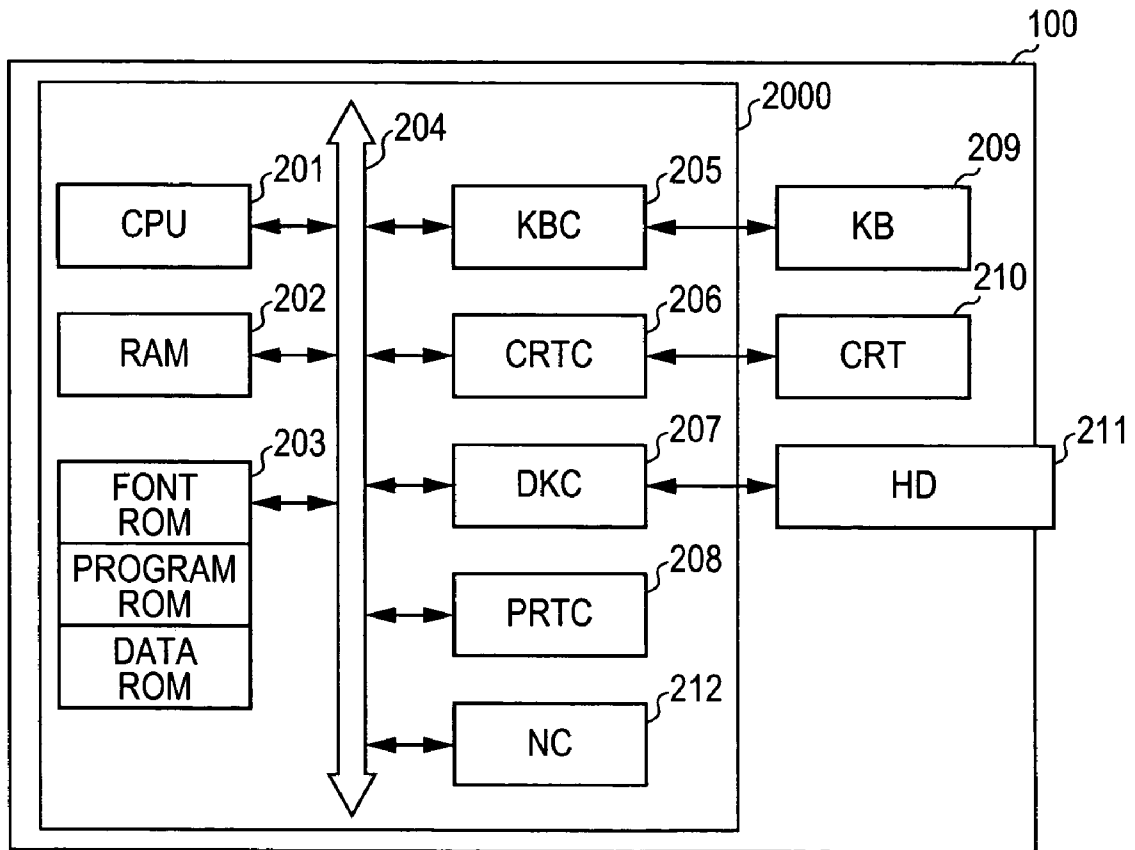 100
2000
204
201
CPU
205
KBC
209
KB
202
RAM
206
CRTC
210
CRT
203
FONT
ROM
PROGRAM
ROM
DATA
ROM
207
DKC
211
HD
208
PRTC
212
NC